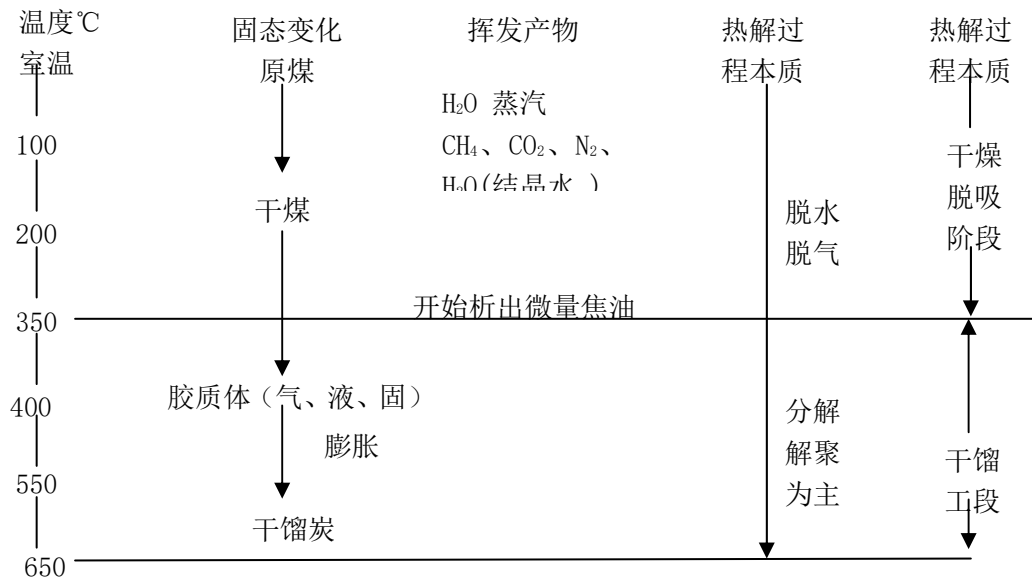 温度℃
室温
固态变化
原煤
挥发产物
热解过
程本质
热解过
程本质
H₂O 蒸汽
CH₄、CO₂、N₂、
H₂O(结晶水 )
100
干煤
200
脱水
脱气
干燥
脱吸
阶段
开始析出微量焦油
350
胶质体（气、液、固）
400
膨胀
分解
解聚
为主
550
干馏
工段
干馏炭
650